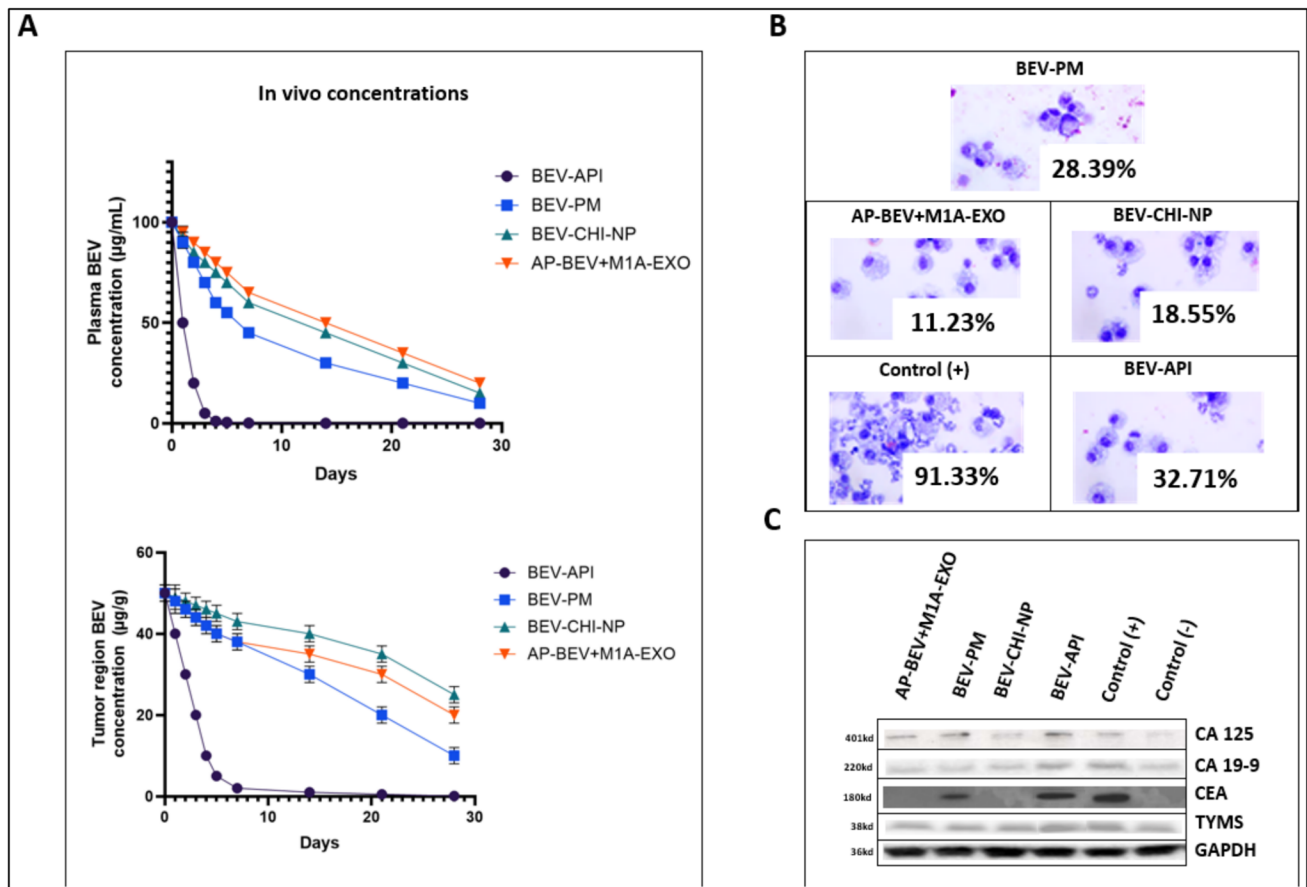 A
In vivo concentrations
Plasma BEV
concentration (µg/mL)
100
50
0
0
10
20
30
Days
BEV-API
BEV-PM
BEV-CHI-NP
AP-BEV+M1A-EXO
Tumor region BEV
concentration (µg/g)
60
40
20
0
0
10
20
30
Days
BEV-API
BEV-PM
BEV-CHI-NP
AP-BEV+M1A-EXO
B
BEV-PM
28.39%
AP-BEV+M1A-EXO
11.23%
BEV-CHI-NP
18.55%
Control (+)
91.33%
BEV-API
32.71%
C
AP-BEV+M1A-EXO
BEV-PM
BEV-CHI-NP
BEV-API
Control (+)
Control (-)
401kd
CA 125
220kd
CA 19-9
180kd
CEA
38kd
TYMS
36kd
GAPDH